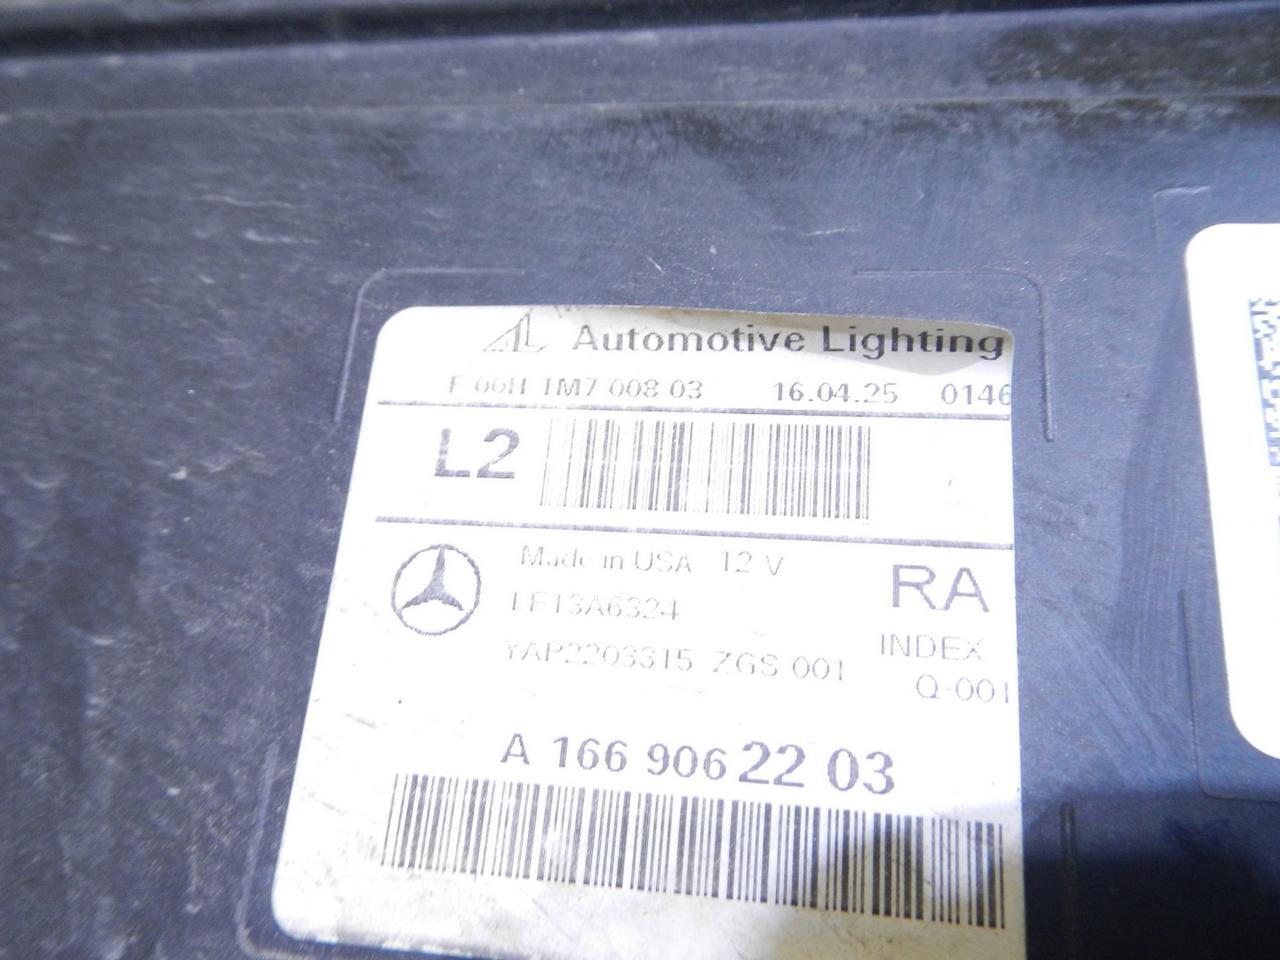 AL Automotive Lighting
F 00H 1M7 008 03 16.04.25 0146
L2
Made in USA 12 V
RA
LE13A6324
INDEX
YAP2203315 ZGS 001
Q-001
A 166 906 22 03